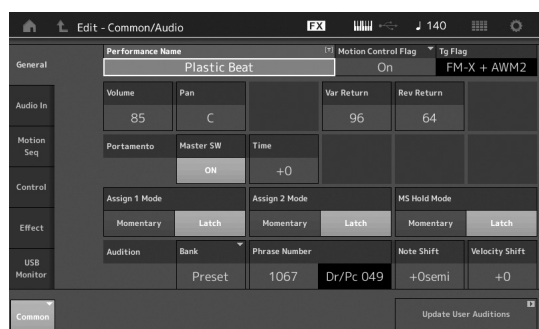 Edit - Common/Audio FX 140
General
Performance Name Motion Control Flag Tg Flag
Plastic Beat On FM-X + AWM2
Audio In
Volume Pan Var Return Rev Return
85 C 96 64
Motion Seq
Portamento Master SW Time
ON +0
Control
Assign 1 Mode Assign 2 Mode MS Hold Mode
Effect
Momentary Latch Momentary Latch Momentary Latch
USB Monitor
Audition Bank Phrase Number Note Shift Velocity Shift
Preset 1067 Dr/Pc 049 +0semi +0
Common Update User Auditions